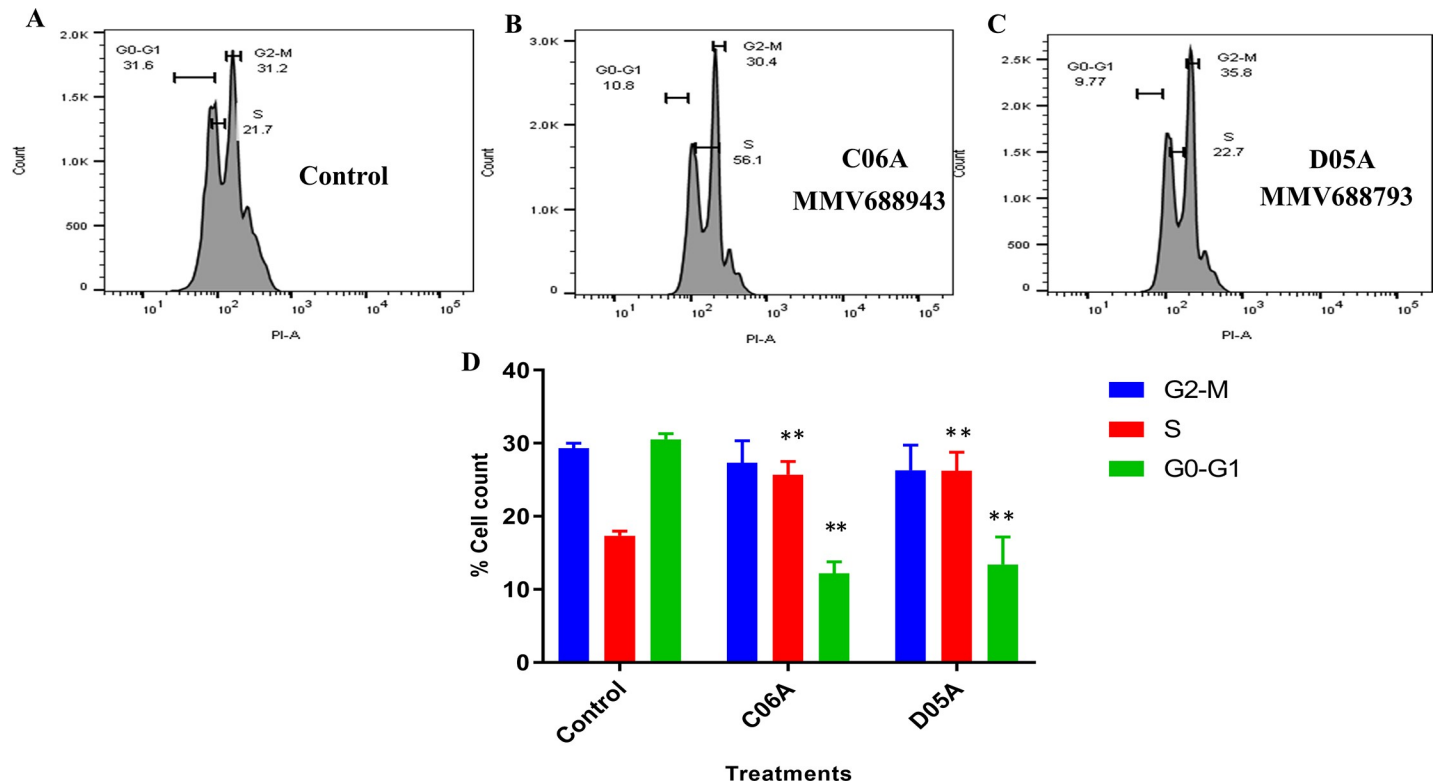 A
2.0K
1.5K
1.0K
500
0
Count
G0-G1
31.6
G2-M
31.2
S
21.7
Control
10¹ 10² 10³ 10⁴ 10⁵
PI-A
B
3.0K
2.0K
1.0K
0
Count
G0-G1
10.8
G2-M
30.4
S
56.1
C06A
MMV688943
10¹ 10² 10³ 10⁴ 10⁵
PI-A
C
2.5K
2.0K
1.5K
1.0K
500
0
Count
G0-G1
9.77
G2-M
35.8
S
22.7
D05A
MMV688793
10¹ 10² 10³ 10⁴ 10⁵
PI-A
D
40
30
20
10
0
% Cell count
**
**
**
**
Control
C06A
D05A
Treatments
G2-M
S
G0-G1